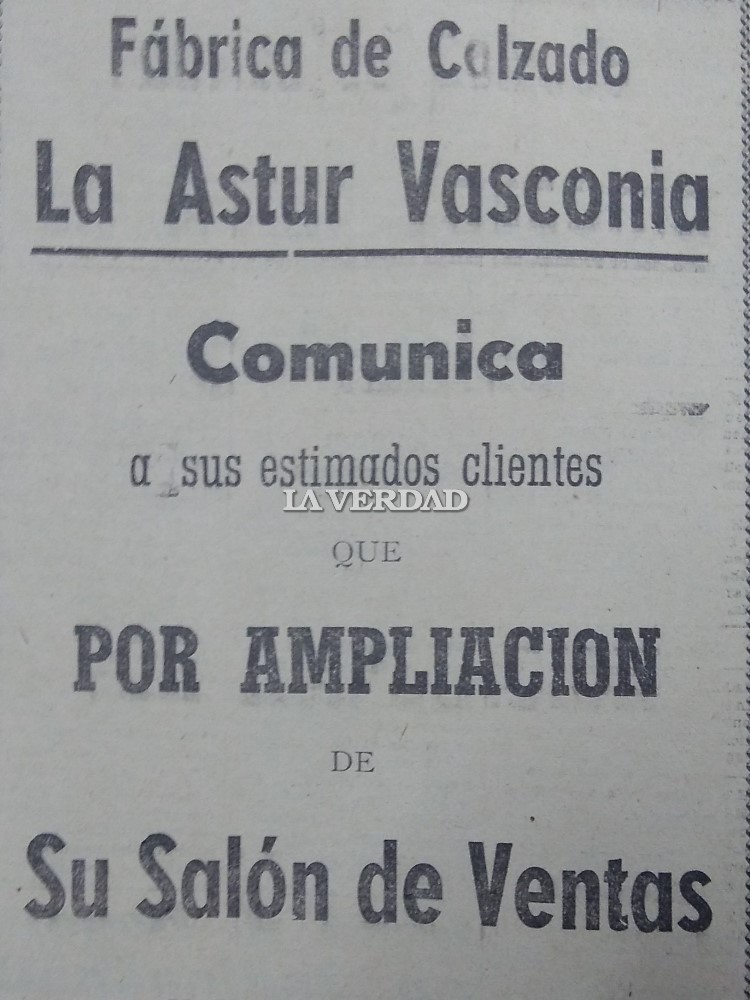 Fábrica de Calzado
La Astur Vasconia
Comunica
a sus estimados clientes
LA VERDAD
QUE
POR AMPLIACION
DE
Su Salón de Ventas